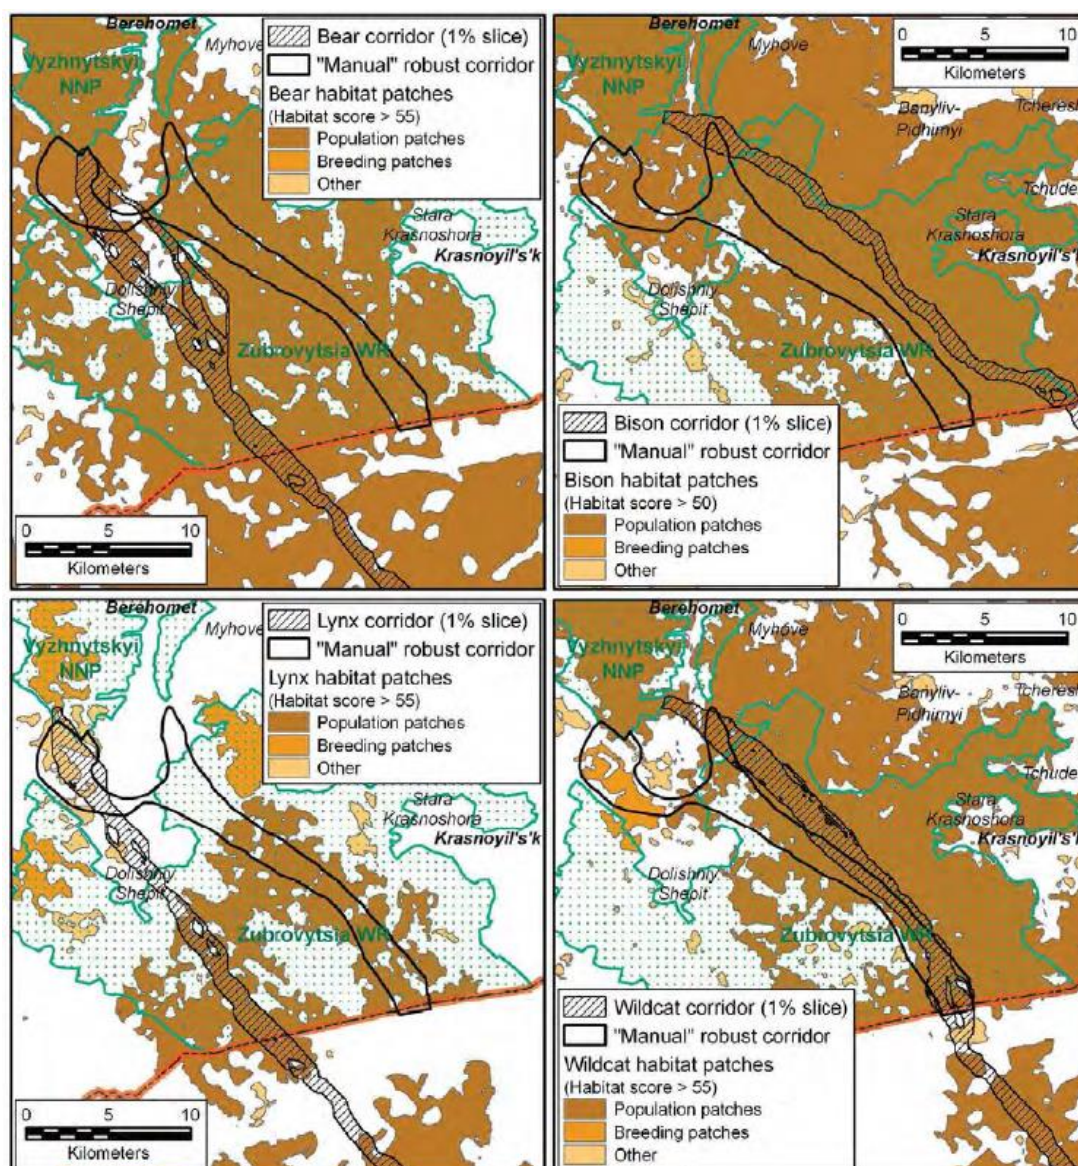 Berehomet
Myhove
Vyzhnytskyi
NNP
Bear corridor (1% slice)
"Manual" robust corridor
Bear habitat patches
(Habitat score > 55)
Population patches
Breeding patches
Other
Stara
Krasnoshora
Krasnoyil's'k
Dolishniy
Shepit
Zubrovytsia WR
0 5 10
Kilometers
Berehomet
Myhove
Vyzhnytskyi
NNP
0 5 10
Kilometers
Banyliv-
Pidhirnyi
Tcheresh
Tchude
Stara
Krasnoshora
Krasnoyil's'k
Dolishniy
Shepit
Zubrovytsia WR
Bison corridor (1% slice)
"Manual" robust corridor
Bison habitat patches
(Habitat score > 50)
Population patches
Breeding patches
Other
Berehomet
Myhove
Vyzhnytskyi
NNP
Lynx corridor (1% slice)
"Manual" robust corridor
Lynx habitat patches
(Habitat score > 55)
Population patches
Breeding patches
Other
Stara
Krasnoshora
Krasnoyil's'k
Dolishniy
Shepit
Zubrovytsia WR
0 5 10
Kilometers
Berehomet
Myhove
Vyzhnytskyi
NNP
0 5 10
Kilometers
Banyliv-
Pidhirnyi
Tcheresh
Tchude
Stara
Krasnoshora
Krasnoyil's'k
Dolishniy
Shepit
Zubrovytsia WR
Wildcat corridor (1% slice)
"Manual" robust corridor
Wildcat habitat patches
(Habitat score > 55)
Population patches
Breeding patches
Other